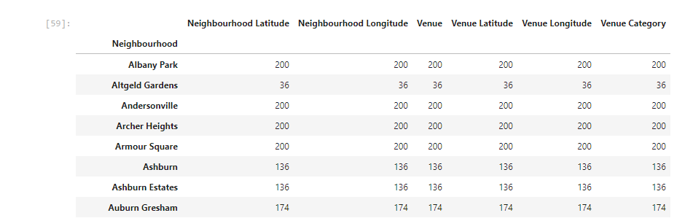 [59]:
Neighbourhood Latitude Neighbourhood Longitude Venue Venue Latitude Venue Longitude Venue Category
Neighbourhood
Albany Park 200 200 200 200 200 200
Altgeld Gardens 36 36 36 36 36 36
Andersonville 200 200 200 200 200 200
Archer Heights 200 200 200 200 200 200
Armour Square 200 200 200 200 200 200
Ashburn 136 136 136 136 136 136
Ashburn Estates 136 136 136 136 136 136
Auburn Gresham 174 174 174 174 174 174